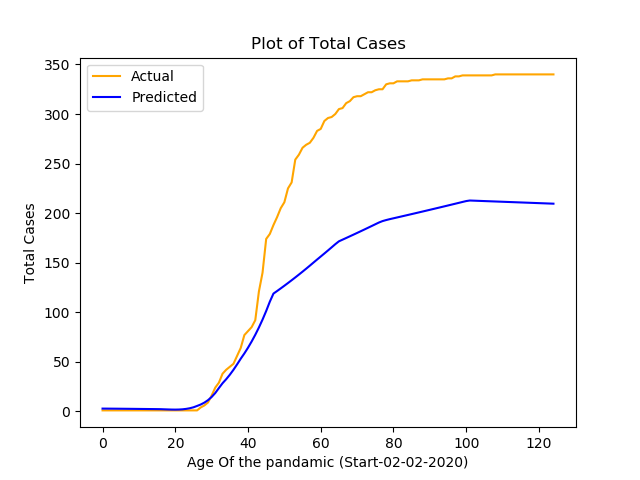 Plot of Total Cases
Actual
Predicted
350
300
250
200
150
100
50
0
Total Cases
0 20 40 60 80 100 120
Age Of the pandamic (Start-02-02-2020)